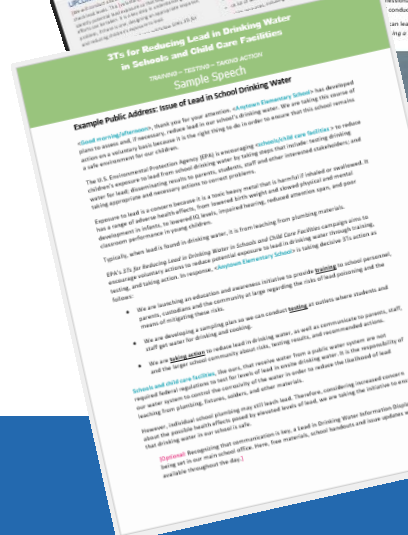 3Ts for Reducing Lead in Drinking Water
in Schools and Child Care Facilities
TRAINING – TESTING – TAKING ACTION
Sample Speech
Example Public Address: Issue of Lead in School Drinking Water
<Good morning/afternoon>, thank you for your attention. <Anytown Elementary School> has developed
plans to assess and, if necessary, reduce lead in our school's drinking water. We are taking this course of
action on a voluntary basis because it is the right thing to do in order to ensure that this school remains
a safe environment for our children.
The U.S. Environmental Protection Agency (EPA) is encouraging <schools/child care facilities> to reduce
children's exposure to lead in school drinking water by taking steps that include: testing drinking
water for lead; disseminating results to parents, students, staff and other interested stakeholders; and
taking appropriate and necessary actions to correct problems.
Exposure to lead is a concern because it is a toxic heavy metal that is harmful if inhaled or swallowed. It
has a range of adverse health effects, from lowered birth weight and slowed physical and mental
development in infants, to lowered IQ levels, impaired hearing, reduced attention span, and poor
classroom performance in young children.
Typically, when lead is found in drinking water, it is from leaching from plumbing materials.
EPA's 3Ts for Reducing Lead in Drinking Water in Schools and Child Care Facilities campaign aims to
encourage voluntary actions to reduce potential exposure to lead in drinking water through training,
testing, and taking action. In response, <Anytown Elementary School> is taking decisive 3Ts action as
follows:
• We are launching an education and awareness initiative to provide training to school personnel,
parents, custodians and the community at large regarding the risks of lead poisoning and the
means of mitigating these risks.
• We are developing a sampling plan so we can conduct testing at outlets where students and
staff get water for drinking and cooking.
• We are taking action to reduce lead in drinking water, as well as communicate to parents, staff,
and the larger school community about risks, testing results, and recommended actions.
Schools and child care facilities, like ours, that receive water from a public water system are not
required federal regulations to test for levels of lead in onsite drinking water. It is the responsibility of
our water system to control the corrosivity of the water in order to reduce the likelihood of lead
leaching from plumbing, fixtures, solders, and other materials.
However, individual school plumbing may still leach lead. Therefore, considering increased concern
about the possible health effects posed by elevated levels of lead, we are taking the initiative to
that drinking water in our school is safe.
[Optional: Recognizing that communication is key, a Lead in Drinking Water Information
being set in our main school office. Here, free materials, school handouts and issue updates
available throughout the day.]